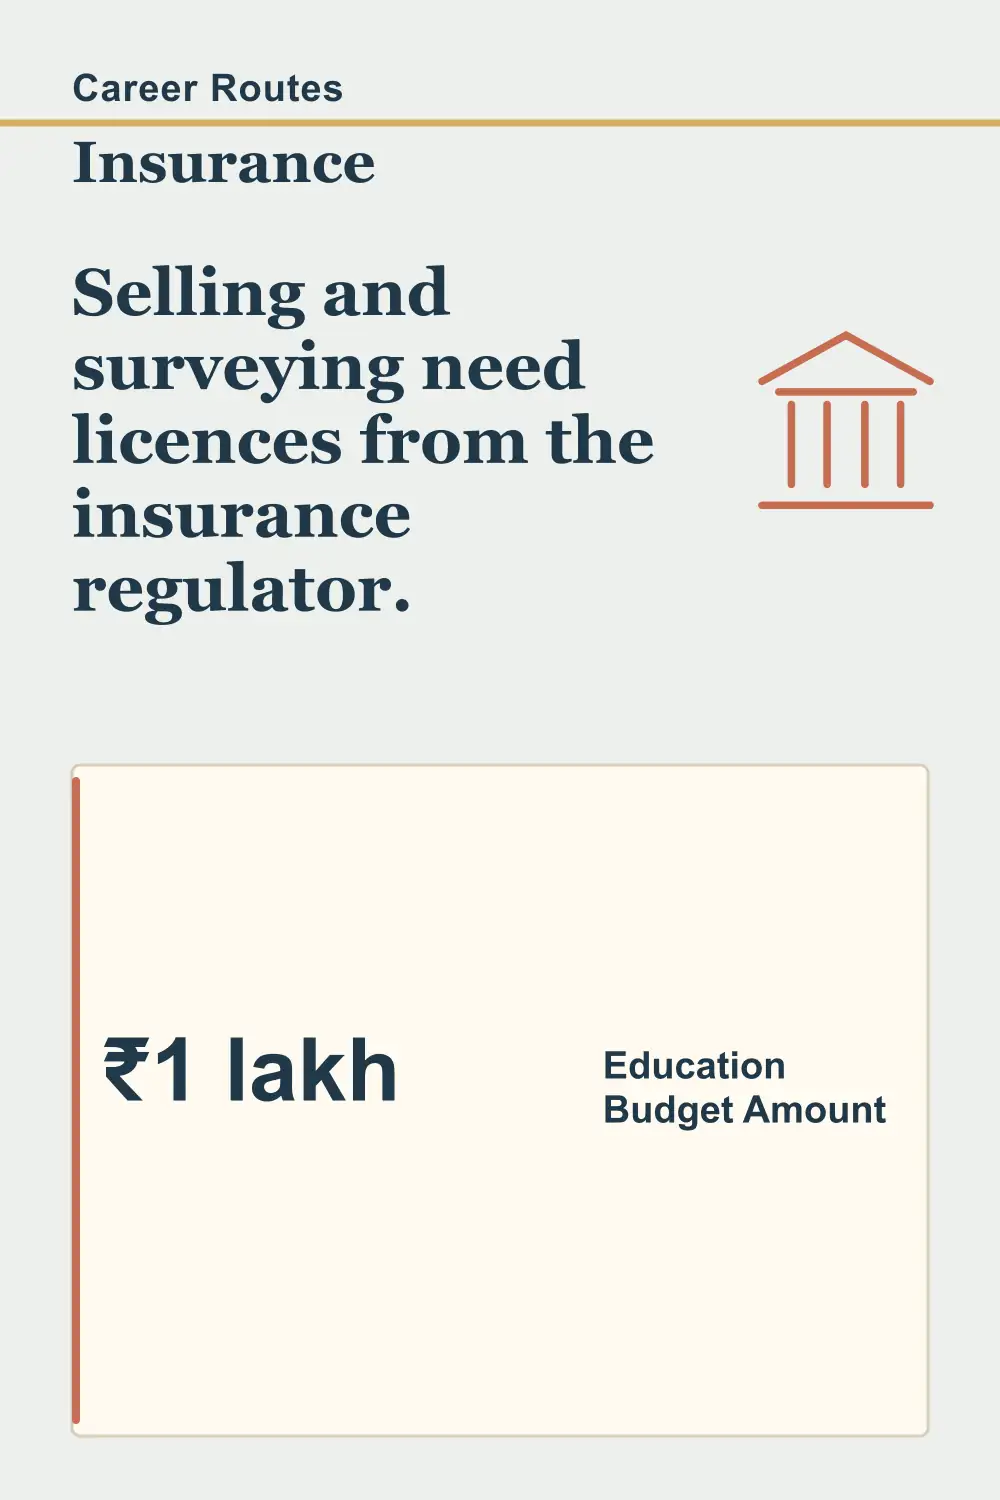 Career Routes
Insurance
Selling and
surveying need
licences from the
insurance
regulator.
₹1 lakh
Education
Budget Amount